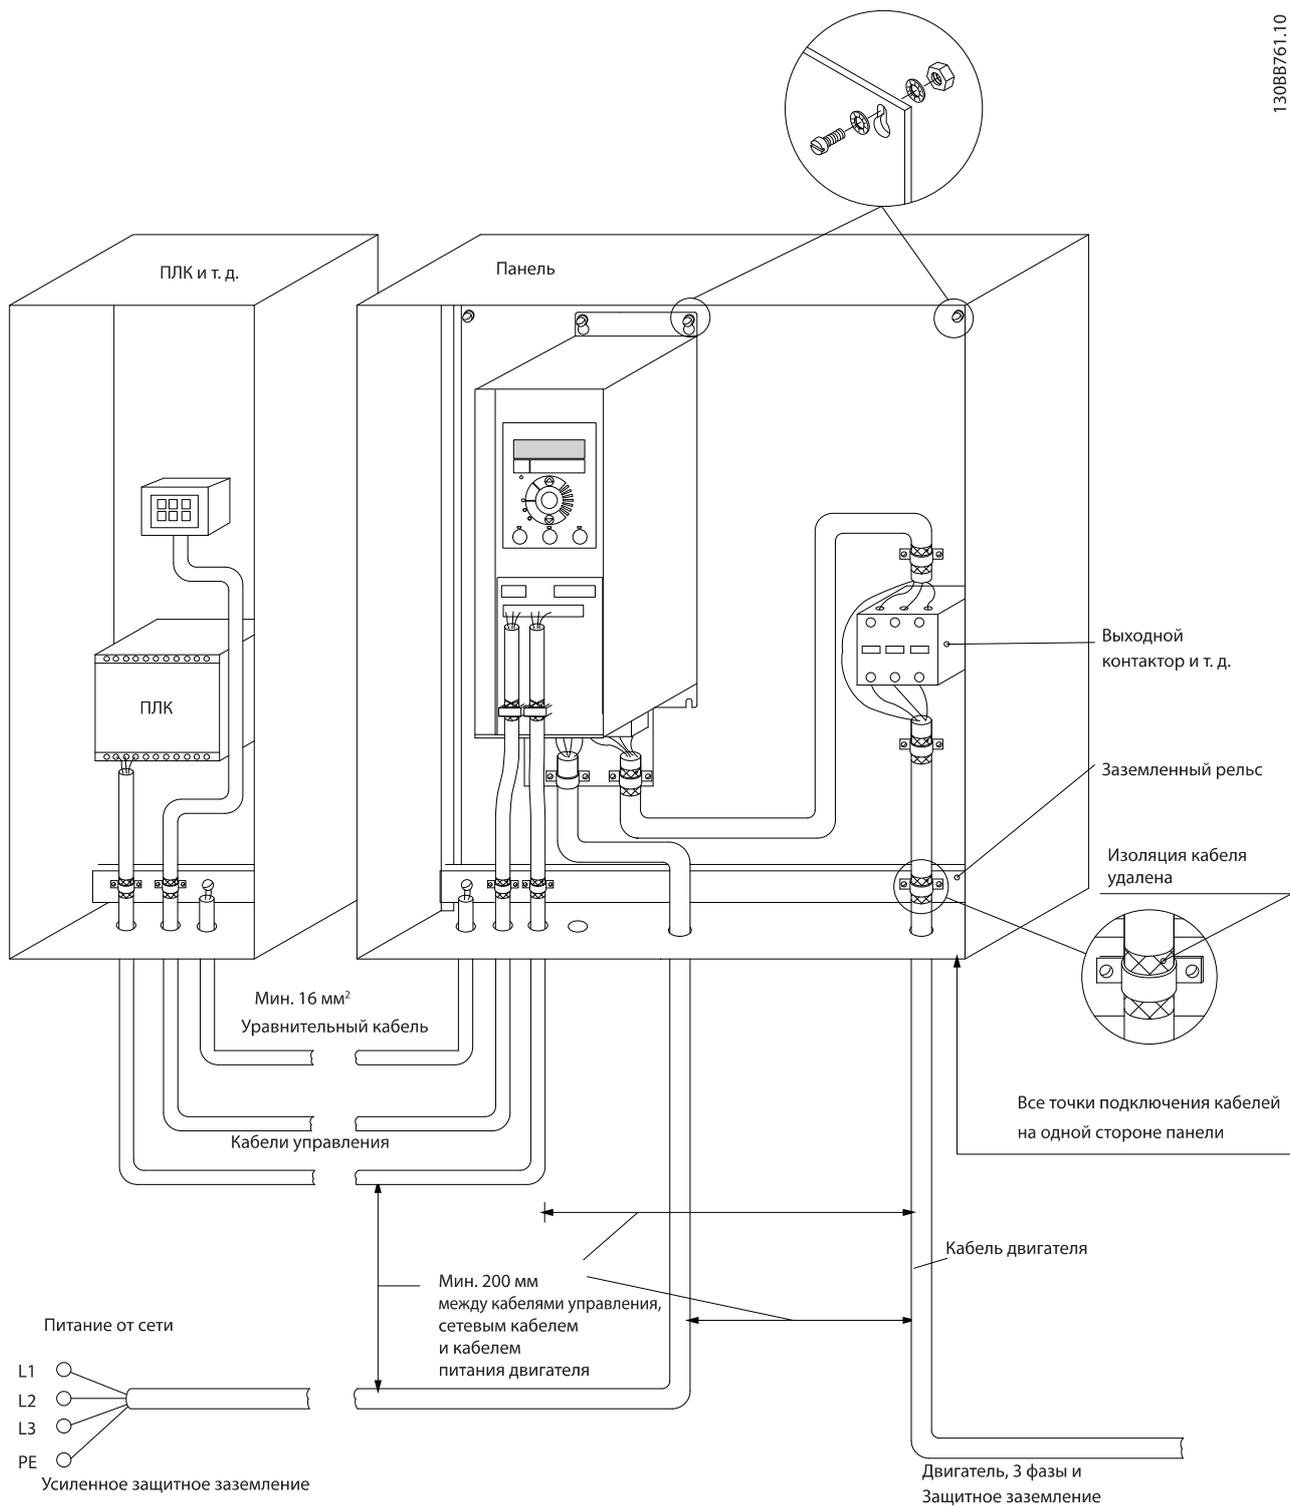 130BB761.10
ПЛК и т. д.
Панель
ПЛК
Выходной
контактор и т. д.
Заземленный рельс
Изоляция кабеля
удалена
Мин. 16 мм²
Уравнительный кабель
Все точки подключения кабелей
на одной стороне панели
Кабели управления
Кабель двигателя
Мин. 200 мм
между кабелями управления,
сетевым кабелем
и кабелем
питания двигателя
Питание от сети
L1
L2
L3
PE
Усиленное защитное заземление
Двигатель, 3 фазы и
Защитное заземление